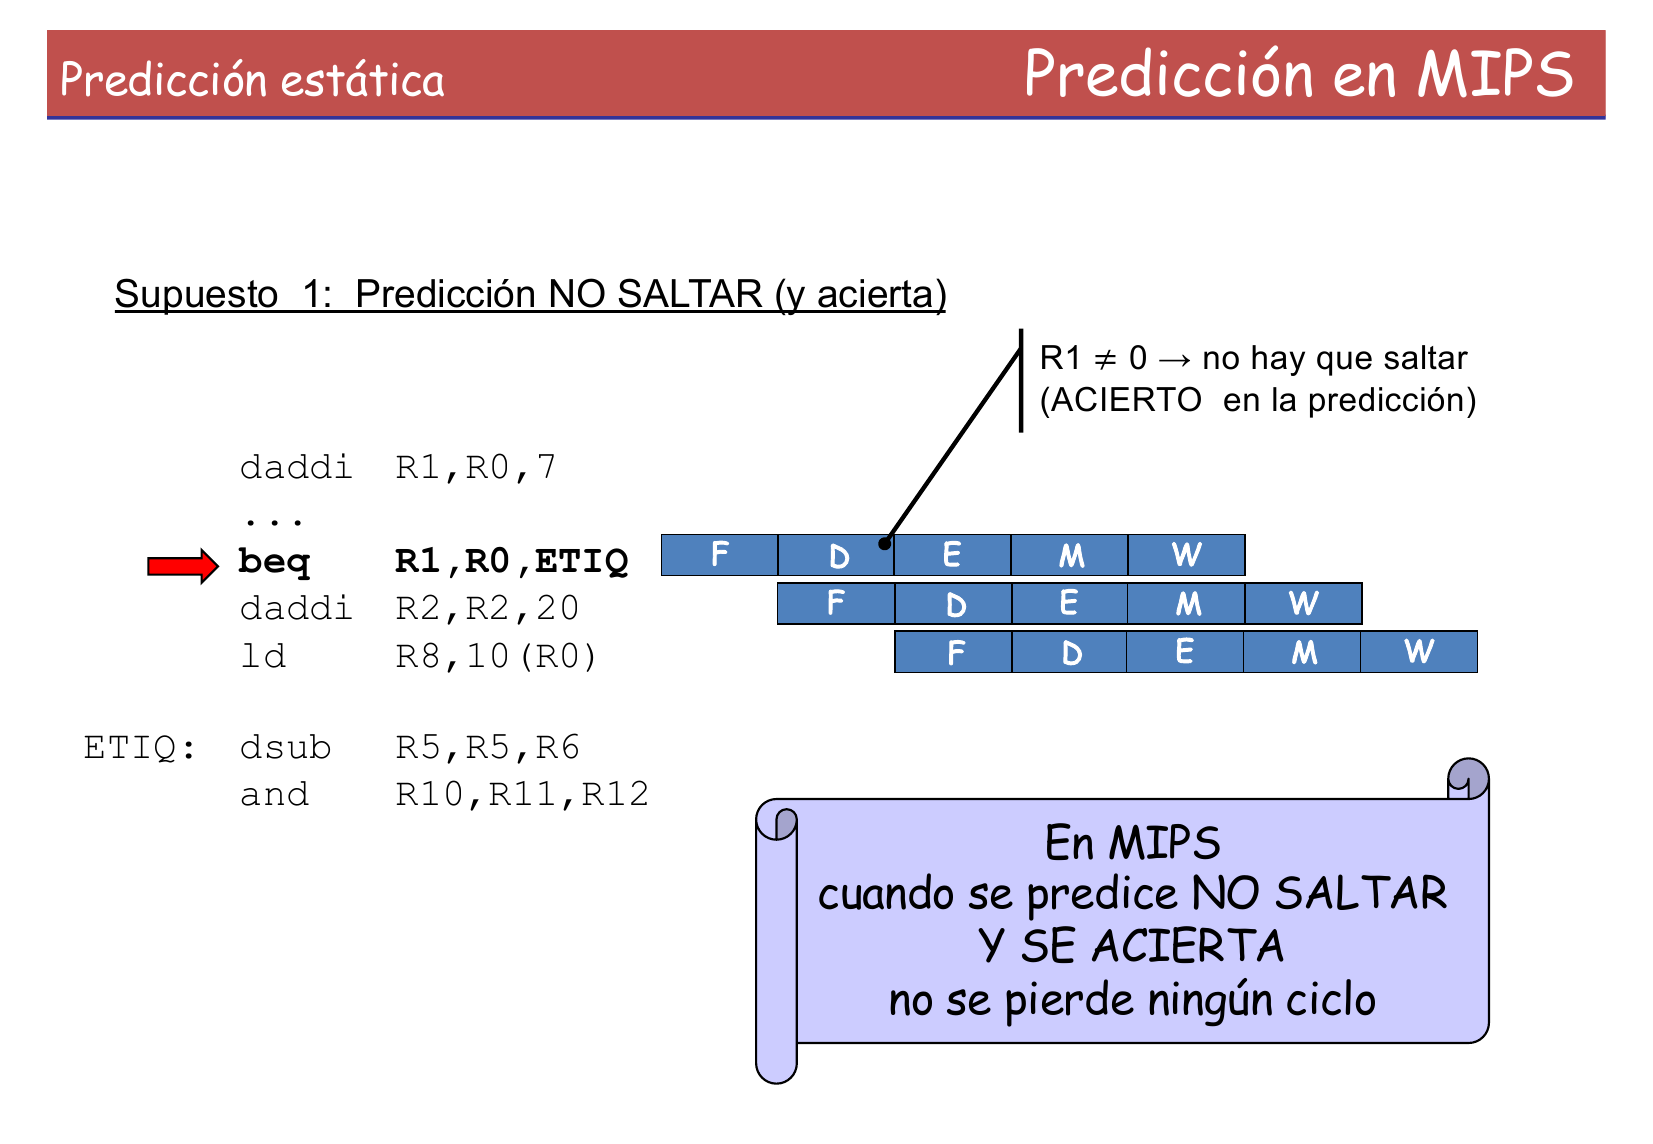 Predicción estática
Predicción en MIPS
Supuesto 1: Predicción NO SALTAR (y acierta)
R1 ≠ 0 → no hay que saltar
(ACIERTO en la predicción)
daddi R1,R0,7
...
beq R1,R0,ETIQ F D E M W
daddi R2,R2,20 F D E M W
ld R8,10(R0) F D E M W
ETIQ: dsub R5,R5,R6
and R10,R11,R12
En MIPS
cuando se predice NO SALTAR
Y SE ACIERTA
no se pierde ningún ciclo